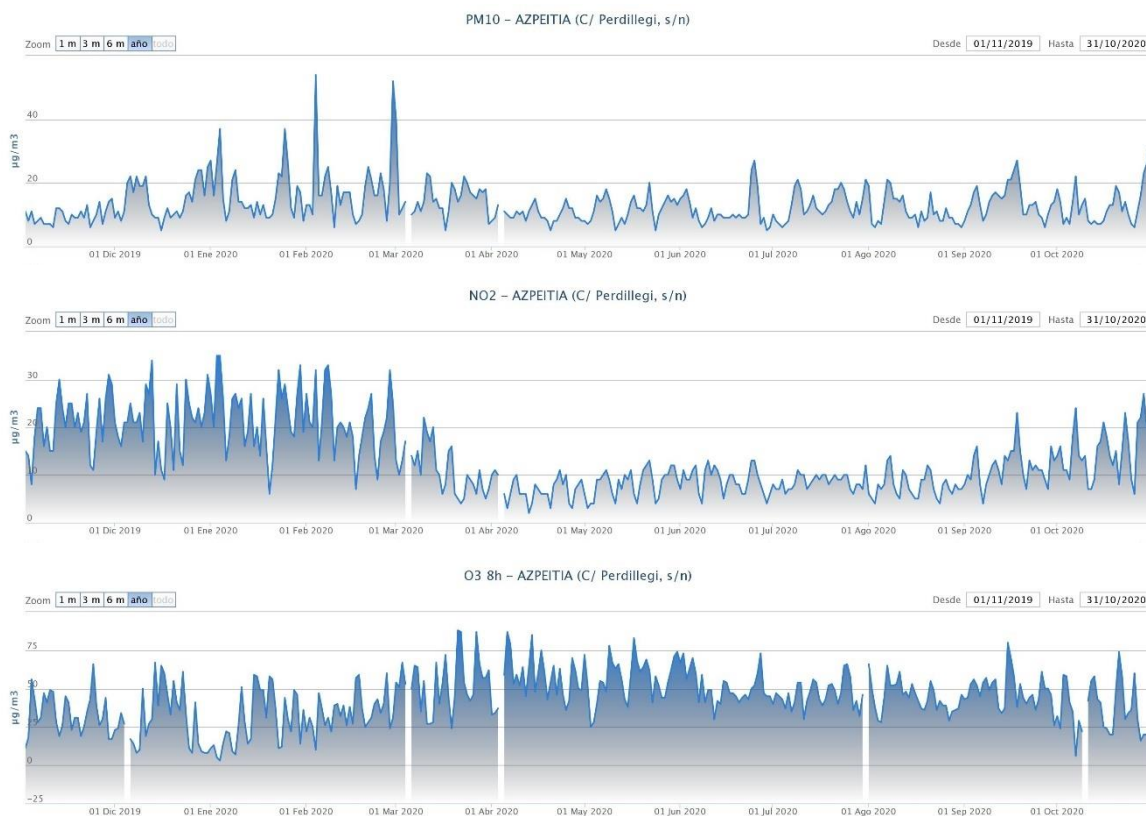 PM10 – AZPEITIA (C/ Perdillegi, s/n)
Zoom 1 m 3 m 6 m año todo Desde 01/11/2019 Hasta 31/10/2020
µg/m3
40
20
0
01 Dic 2019 01 Ene 2020 01 Feb 2020 01 Mar 2020 01 Abr 2020 01 May 2020 01 Jun 2020 01 Jul 2020 01 Ago 2020 01 Sep 2020 01 Oct 2020
NO2 – AZPEITIA (C/ Perdillegi, s/n)
Zoom 1 m 3 m 6 m año todo Desde 01/11/2019 Hasta 31/10/2020
µg/m3
30
20
10
0
01 Dic 2019 01 Ene 2020 01 Feb 2020 01 Mar 2020 01 Abr 2020 01 May 2020 01 Jun 2020 01 Jul 2020 01 Ago 2020 01 Sep 2020 01 Oct 2020
O3 8h – AZPEITIA (C/ Perdillegi, s/n)
Zoom 1 m 3 m 6 m año todo Desde 01/11/2019 Hasta 31/10/2020
µg/m3
75
50
25
0
−25
01 Dic 2019 01 Ene 2020 01 Feb 2020 01 Mar 2020 01 Abr 2020 01 May 2020 01 Jun 2020 01 Jul 2020 01 Ago 2020 01 Sep 2020 01 Oct 2020